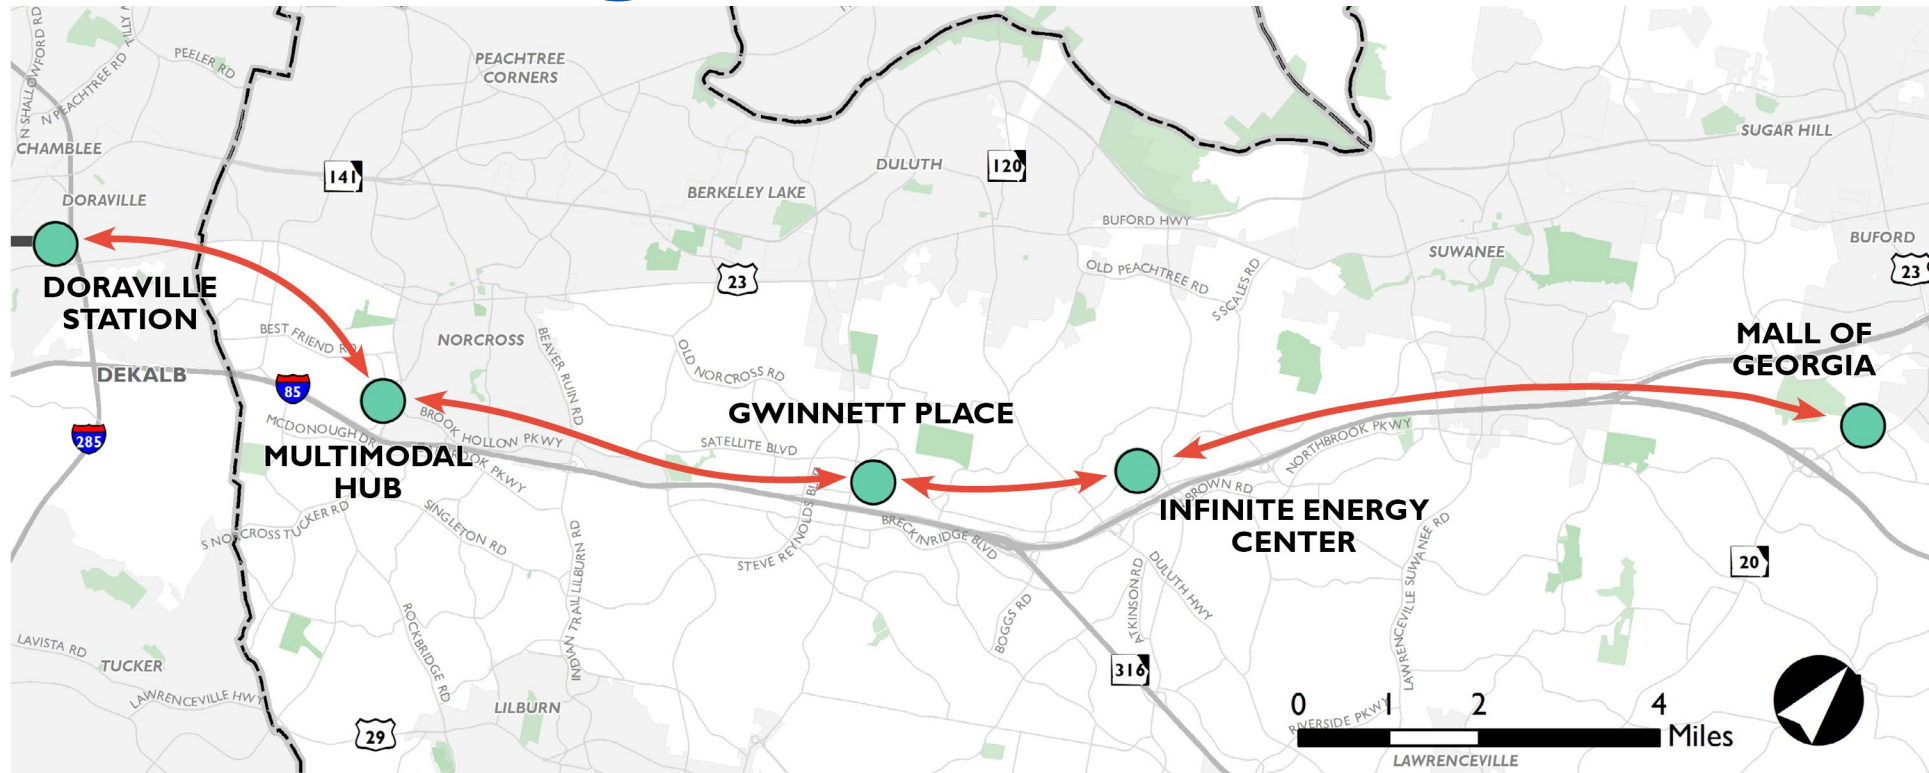 N SHALLOWFORD RD
N PEACHTREE RD
TILLY
PEELER RD
PEACHTREE
CORNERS
CHAMBLEE
141
DORAVILLE
BERKELEY LAKE
DULUTH
120
SUGAR HILL
BUFORD HWY
SUWANEE
BUFORD
23
OLD PEACHTREE RD
S SCALES RD
23
DORAVILLE
STATION
BEST FRIEND RD
NORCROSS
BEAVER RUIN RD
OLD NORCROSS RD
MALL OF
GEORGIA
DEKALB
85
285
MCDONOUGH DR
BROOK HOLLOW PKWY
GWINNETT PLACE
SATELLITE BLVD
NORTHBROOK PKWY
MULTIMODAL
HUB
BROOK PKWY
STEVE REYNOLDS BLVD
BRECKINRIDGE BLVD
BROWN RD
INFINITE ENERGY
CENTER
S NORCROSS TUCKER RD
SINGLETON RD
INDIAN TRAIL LILBURN RD
BOGGS RD
ATKINSON RD
DULUTH HWY
LAWRENCEVILLE SUWANEE RD
20
ROCKBRIDGE RD
LAVISTA RD
TUCKER
LAWRENCEVILLE HWY
316
29
LILBURN
RIVERSIDE PKWY
0 1 2 4
Miles
LAWRENCEVILLE